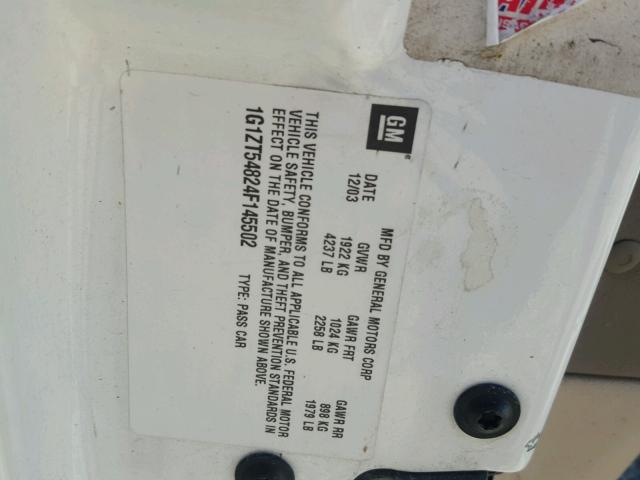 GM
MFD BY GENERAL MOTORS CORP
DATE GVWR GAWR FRT GAWR RR
12/03 1922 KG 1024 KG 898 KG
4237 LB 2258 LB 1979 LB
THIS VEHICLE CONFORMS TO ALL APPLICABLE U.S. FEDERAL MOTOR
VEHICLE SAFETY, BUMPER, AND THEFT PREVENTION STANDARDS IN
EFFECT ON THE DATE OF MANUFACTURE SHOWN ABOVE.
1G1ZT54824F145502 TYPE: PASS CAR